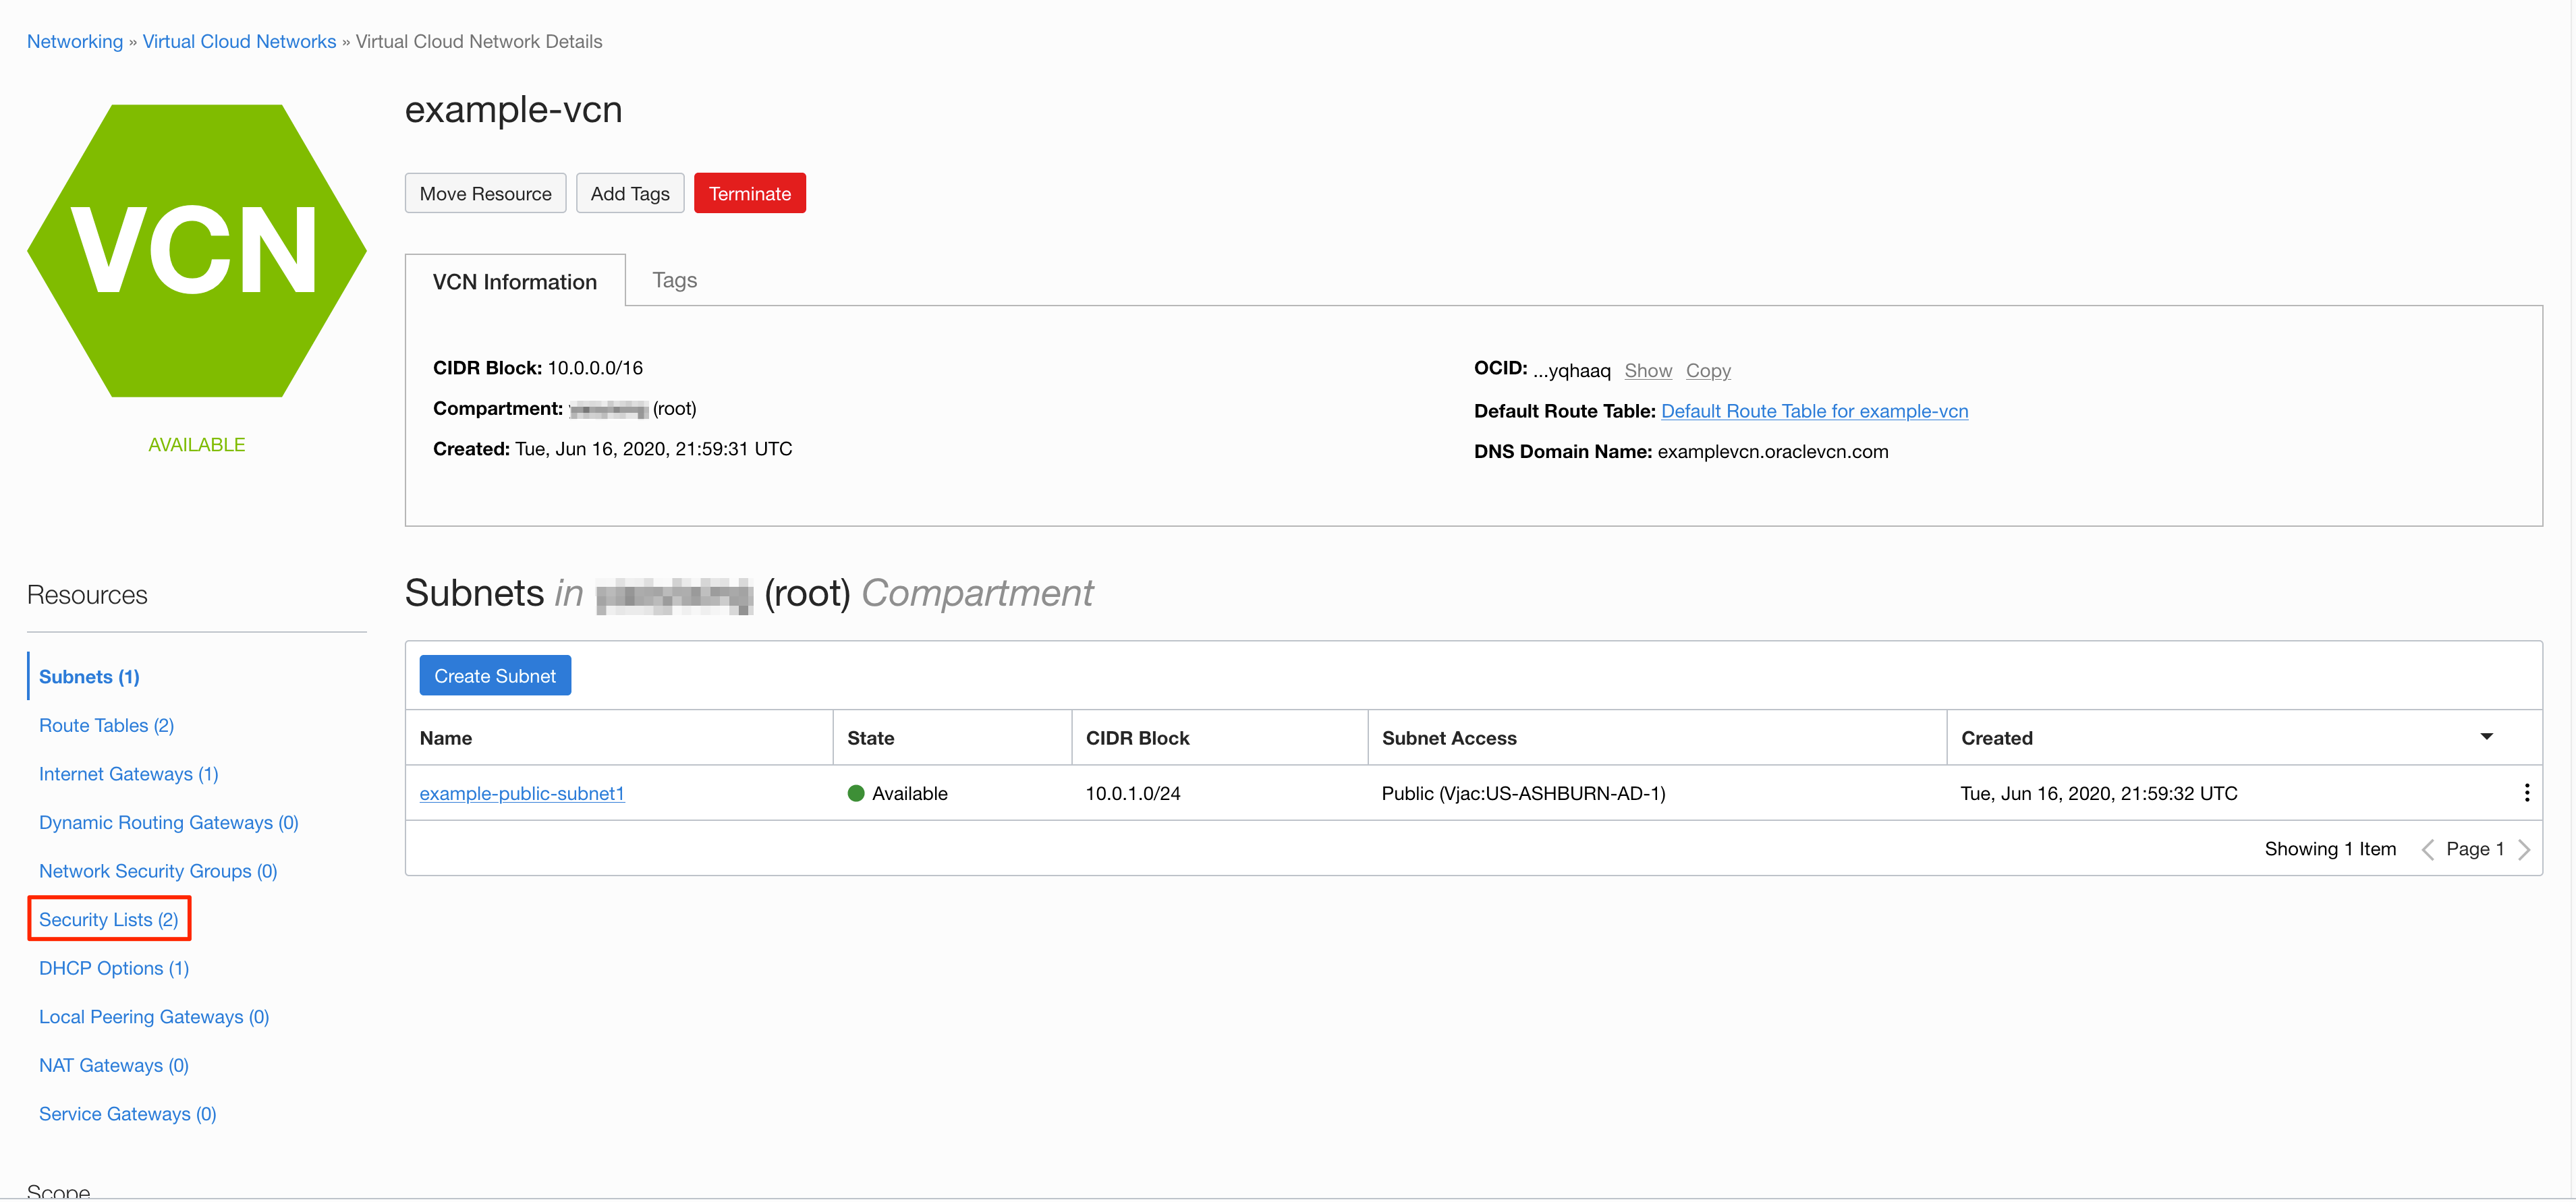 Networking » Virtual Cloud Networks » Virtual Cloud Network Details
VCN
AVAILABLE
example-vcn
Move Resource Add Tags Terminate
VCN Information Tags
CIDR Block: 10.0.0.0/16
Compartment: (root)
Created: Tue, Jun 16, 2020, 21:59:31 UTC
OCID: ...yqhaaq Show Copy
Default Route Table: Default Route Table for example-vcn
DNS Domain Name: examplevcn.oraclevcn.com
Resources
Subnets (1)
Route Tables (2)
Internet Gateways (1)
Dynamic Routing Gateways (0)
Network Security Groups (0)
Security Lists (2)
DHCP Options (1)
Local Peering Gateways (0)
NAT Gateways (0)
Service Gateways (0)
Scope
Subnets in (root) Compartment
Create Subnet
Name State CIDR Block Subnet Access Created
example-public-subnet1 Available 10.0.1.0/24 Public (Vjac:US-ASHBURN-AD-1) Tue, Jun 16, 2020, 21:59:32 UTC
Showing 1 Item Page 1